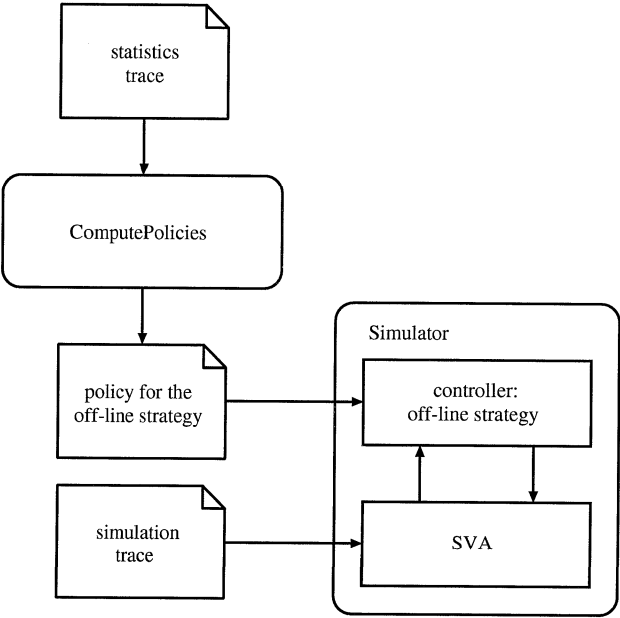 statistics
trace
ComputePolicies
Simulator
policy for the
off-line strategy
controller:
off-line strategy
simulation
trace
SVA